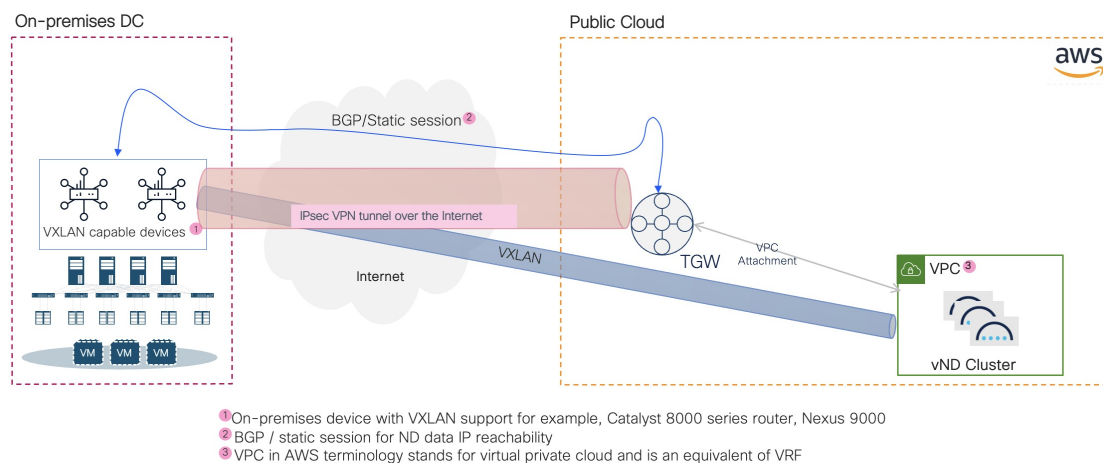 On-premises DC
Public Cloud
aws
BGP/Static session 2
VXLAN capable devices 1
IPsec VPN tunnel over the Internet
VXLAN
Internet
TGW
VPC
Attachment
VPC 3
vND Cluster
VM VM VM
1 On-premises device with VXLAN support for example, Catalyst 8000 series router, Nexus 9000
2 BGP / static session for ND data IP reachability
3 VPC in AWS terminology stands for virtual private cloud and is an equivalent of VRF